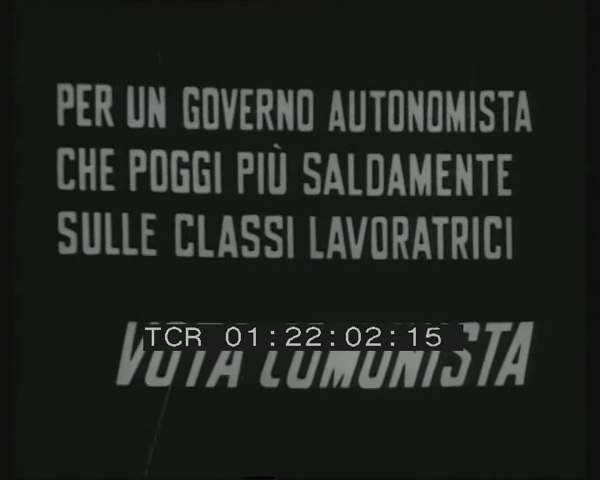 PER UN GOVERNO AUTONOMISTA
CHE POGGI PIÙ SALDAMENTE
SULLE CLASSI LAVORATRICI
TCR 01:22:02:15
VOTA COMUNISTA